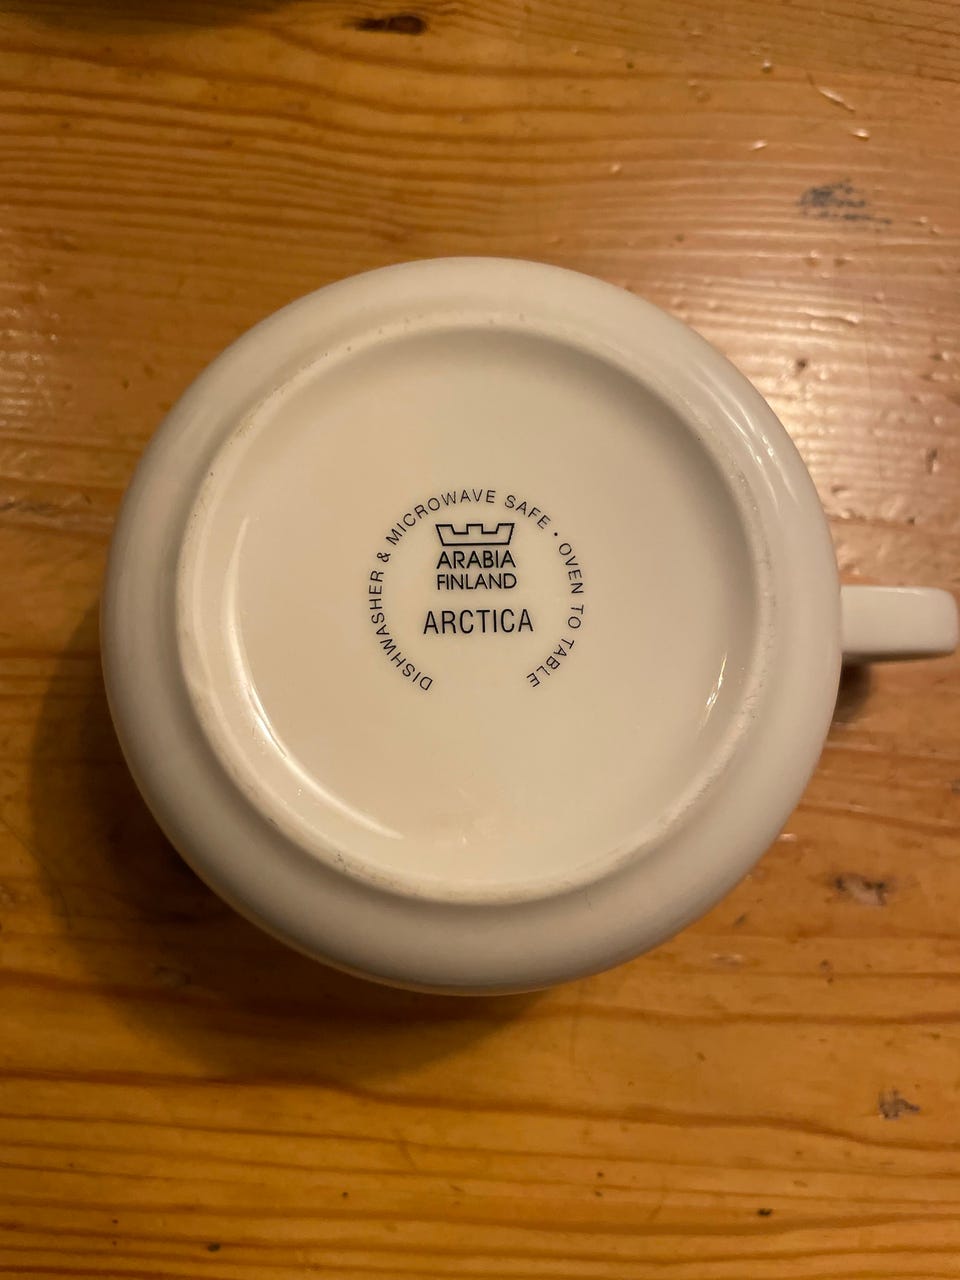 DISHWASHER & MICROWAVE SAFE · OVEN TO TABLE
ARABIA
FINLAND
ARCTICA